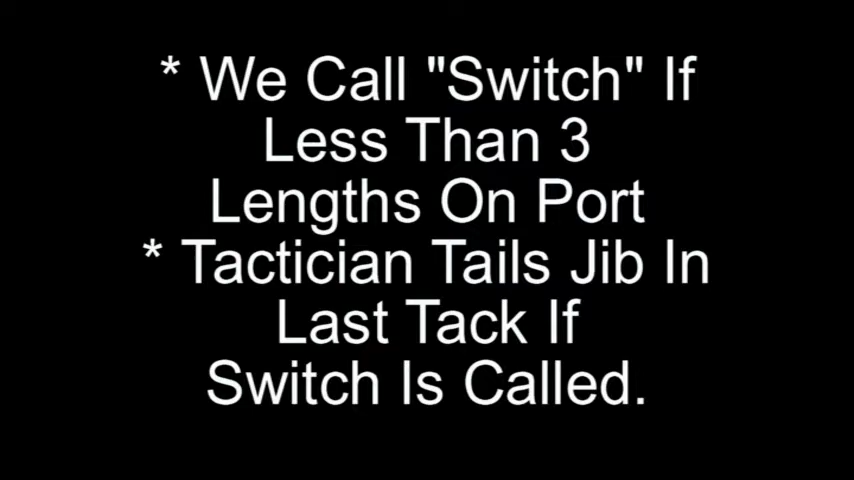 * We Call "Switch" If
Less Than 3
Lengths On Port
* Tactician Tails Jib In
Last Tack If
Switch Is Called.